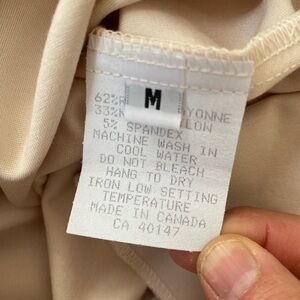 M
62%R YONNE
33% LON
5% SPANDEX
MACHINE WASH IN
COOL WATER
DO NOT BLEACH
HANG TO DRY
IRON LOW SETTING
TEMPERATURE
MADE IN CANADA
CA 40147